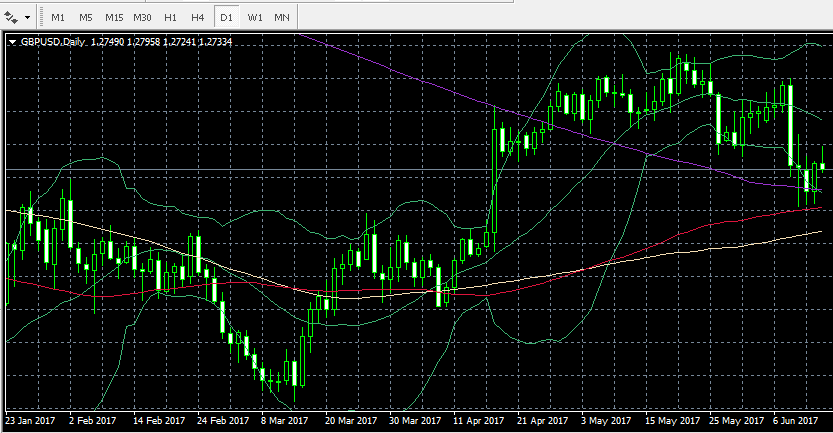 M1 M5 M15 M30 H1 H4 D1 W1 MN
GBPUSD,Daily 1.27490 1.27958 1.27241 1.27334
23 Jan 2017 2 Feb 2017 14 Feb 2017 24 Feb 2017 8 Mar 2017 20 Mar 2017 30 Mar 2017 11 Apr 2017 21 Apr 2017 3 May 2017 15 May 2017 25 May 2017 6 Jun 2017